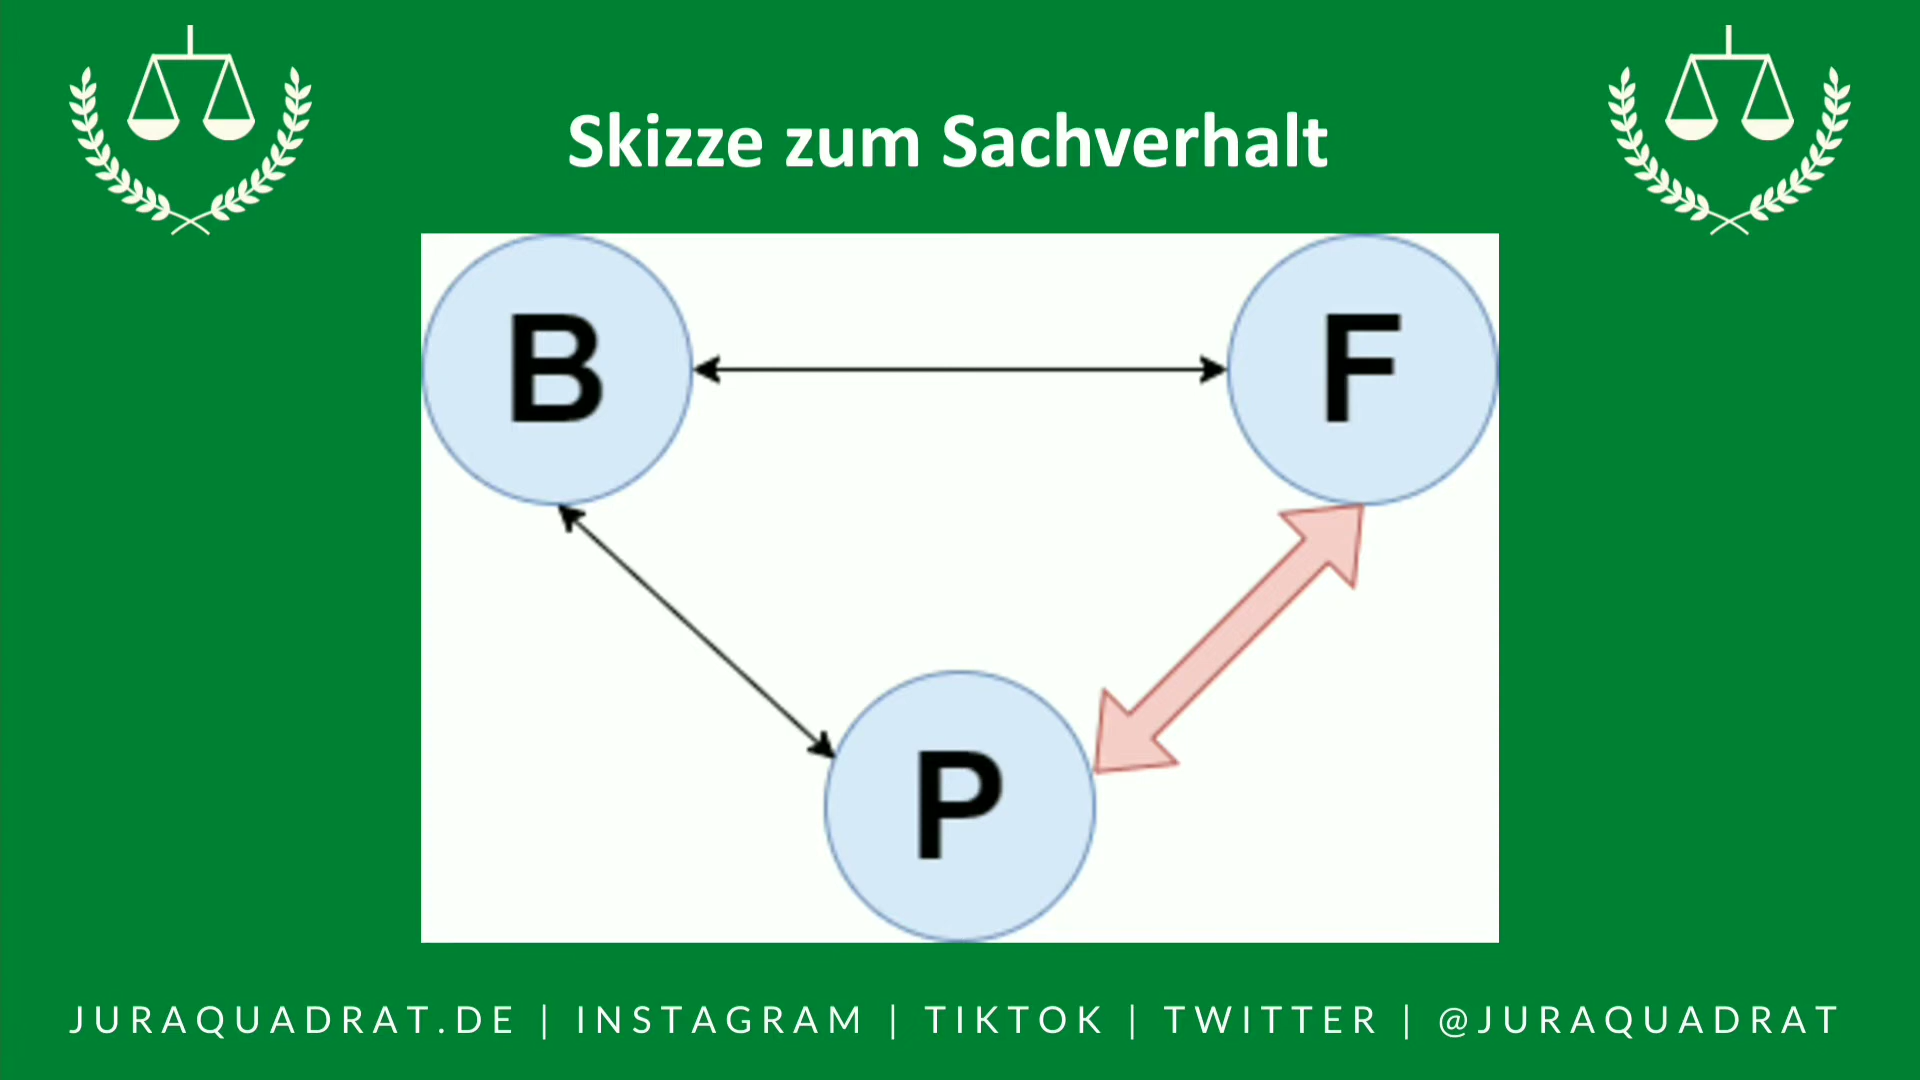 Skizze zum Sachverhalt
B
F
P
JURAQUADRAT.DE | INSTAGRAM | TIKTOK | TWITTER | @JURAQUADRAT